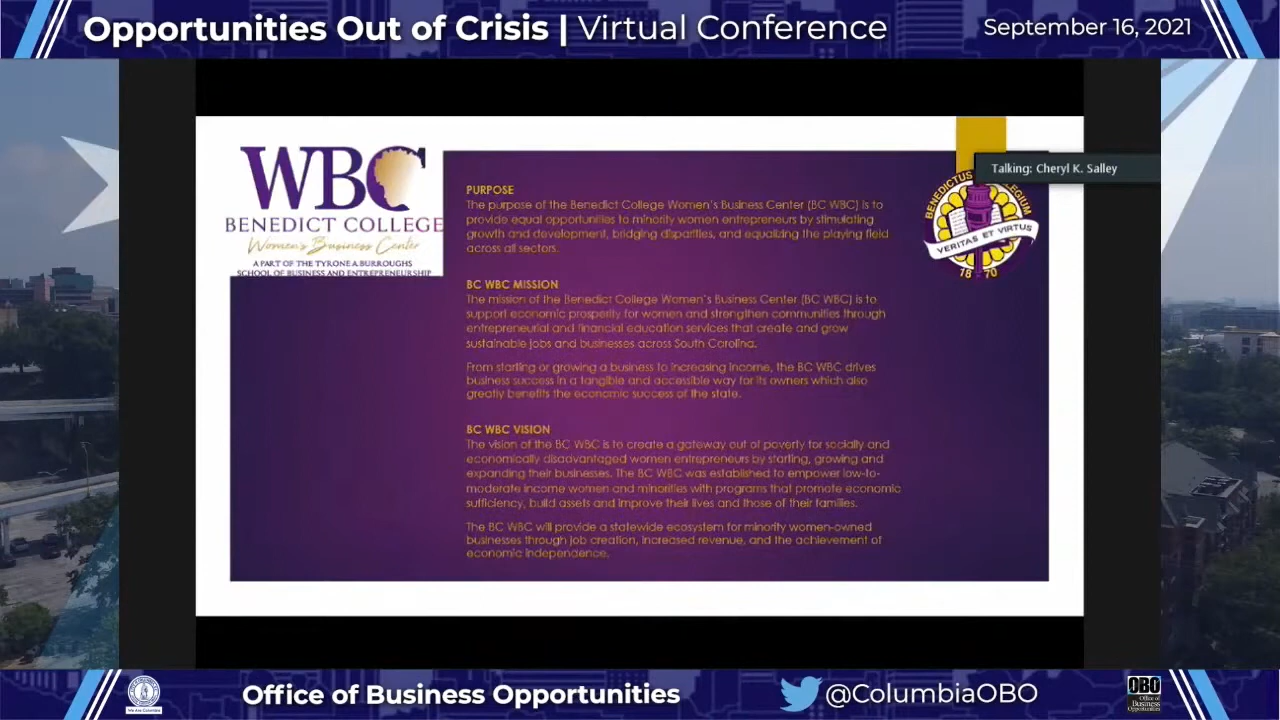 Opportunities Out of Crisis | Virtual Conference
September 16, 2021
WBC
BENEDICT COLLEGE
Women's Business Center
A PART OF THE TYRONE A BURROUGHS
SCHOOL OF BUSINESS AND ENTREPRENEURSHIP
Talking: Cheryl K. Salley
BENEDICTUS COLLEGIUM
VERITAS ET VIRTUS
18 70
PURPOSE
The purpose of the Benedict College Women's Business Center (BC WBC) is to
provide equal opportunities to minority women entrepreneurs by stimulating
growth and development, bridging disparities, and equalizing the playing field
across all sectors.
BC WBC MISSION
The mission of the Benedict College Women's Business Center (BC WBC) is to
support economic prosperity for women and strengthen communities through
entrepreneurial and financial education services that create and grow
sustainable jobs and businesses across South Carolina.
From starting or growing a business to increasing income, the BC WBC drives
business success in a tangible and accessible way for its owners which also
greatly benefits the economic success of the state.
BC WBC VISION
The vision of the BC WBC is to create a gateway out of poverty for socially and
economically disadvantaged women entrepreneurs by starting, growing and
expanding their businesses. The BC WBC was established to empower low-to-
moderate income women and minorities with programs that promote economic
sufficiency, build assets and improve their lives and those of their families.
The BC WBC will provide a statewide ecosystem for minority women-owned
businesses through job creation, increased revenue, and the achievement of
economic independence.
We Are Columbia
Office of Business Opportunities
@ColumbiaOBO
OBO
Office of
Business
Opportunities